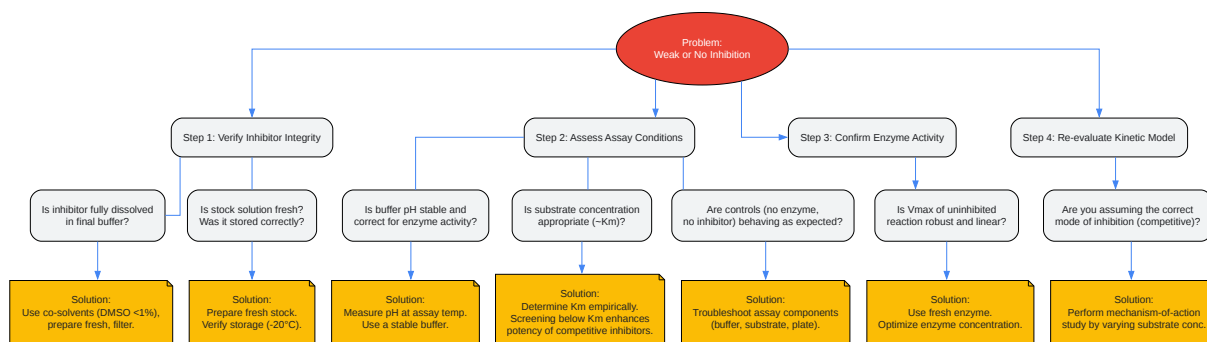 Problem:
Weak or No Inhibition
Step 1: Verify Inhibitor Integrity
Step 2: Assess Assay Conditions
Step 3: Confirm Enzyme Activity
Step 4: Re-evaluate Kinetic Model
Is inhibitor fully dissolved
in final buffer?
Is stock solution fresh?
Was it stored correctly?
Is buffer pH stable and
correct for enzyme activity?
Is substrate concentration
appropriate (~Km)?
Are controls (no enzyme,
no inhibitor) behaving as expected?
Is Vmax of uninhibited
reaction robust and linear?
Are you assuming the correct
mode of inhibition (competitive)?
Solution:
Use co-solvents (DMSO <1%),
prepare fresh, filter.
Solution:
Prepare fresh stock.
Verify storage (-20°C).
Solution:
Measure pH at assay temp.
Use a stable buffer.
Solution:
Determine Km empirically.
Screening below Km enhances
potency of competitive inhibitors.
Solution:
Troubleshoot assay components
(buffer, substrate, plate).
Solution:
Use fresh enzyme.
Optimize enzyme concentration.
Solution:
Perform mechanism-of-action
study by varying substrate conc.